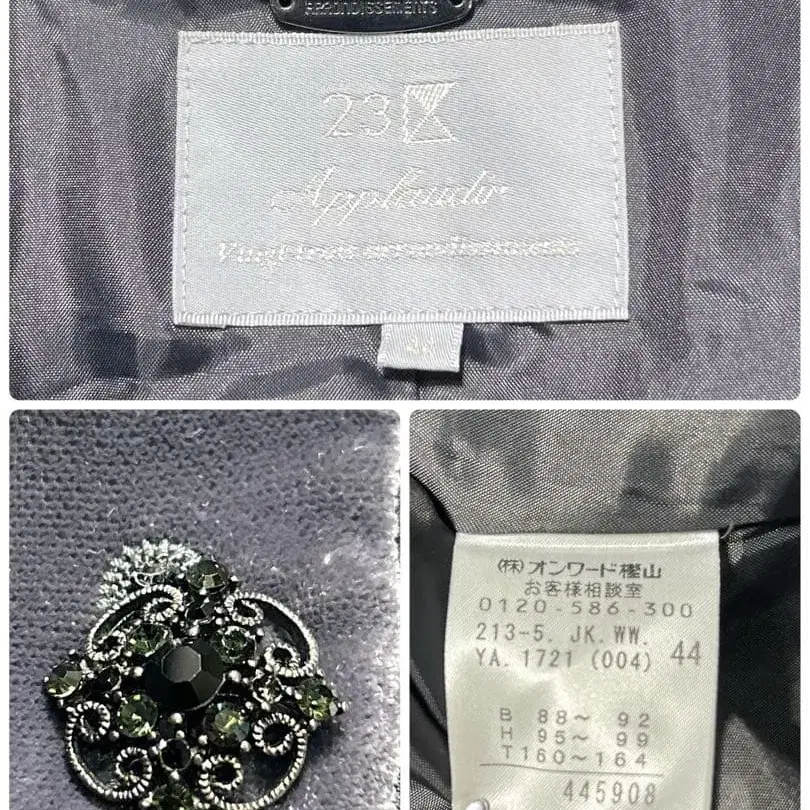 ARRONDISSEMENTS
23区
Applaudir
Vingt-trois arrondissements
44
(株)オンワード樫山
お客様相談室
0120-586-300
213-5. JK. WW.
YA. 1721 (004) 44
B 88〜 92
H 95〜 99
T160〜164
445908